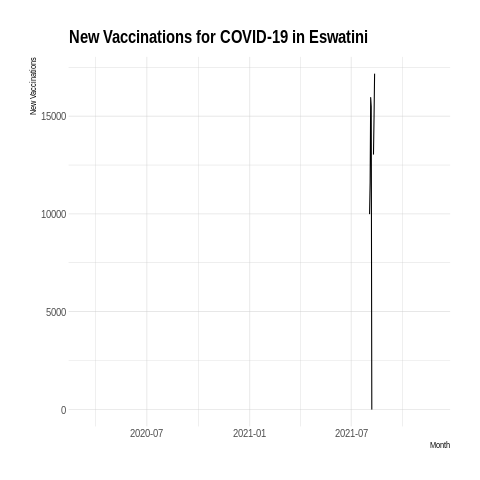 New Vaccinations for COVID-19 in Eswatini
New Vaccinations
15000
10000
5000
0
2020-07 2021-01 2021-07
Month